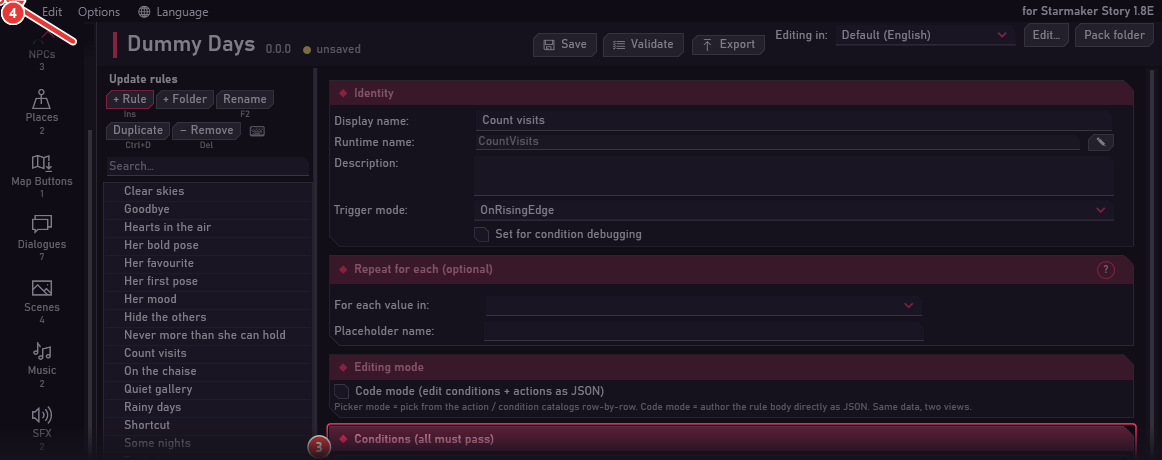 4
Edit Options Language for Starmaker Story 1.8E
Dummy Days 0.0.0 unsaved Save Validate Export Editing in: Default (English) Edit... Pack folder
NPCs
3
Places
2
Map Buttons
1
Dialogues
7
Scenes
4
Music
2
SFX
2
Update rules
+ Rule + Folder Rename
Ins F2
Duplicate − Remove
Ctrl+D Del
Search...
Clear skies
Goodbye
Hearts in the air
Her bold pose
Her favourite
Her first pose
Her mood
Hide the others
Never more than she can hold
Count visits
On the chaise
Quiet gallery
Rainy days
Shortcut
Some nights
Identity
Display name: Count visits
Runtime name: CountVisits
Description:
Trigger mode: OnRisingEdge
Set for condition debugging
Repeat for each (optional) ?
For each value in:
Placeholder name:
Editing mode
Code mode (edit conditions + actions as JSON)
Picker mode = pick from the action / condition catalogs row-by-row. Code mode = author the rule body directly as JSON. Same data, two views.
3 Conditions (all must pass)